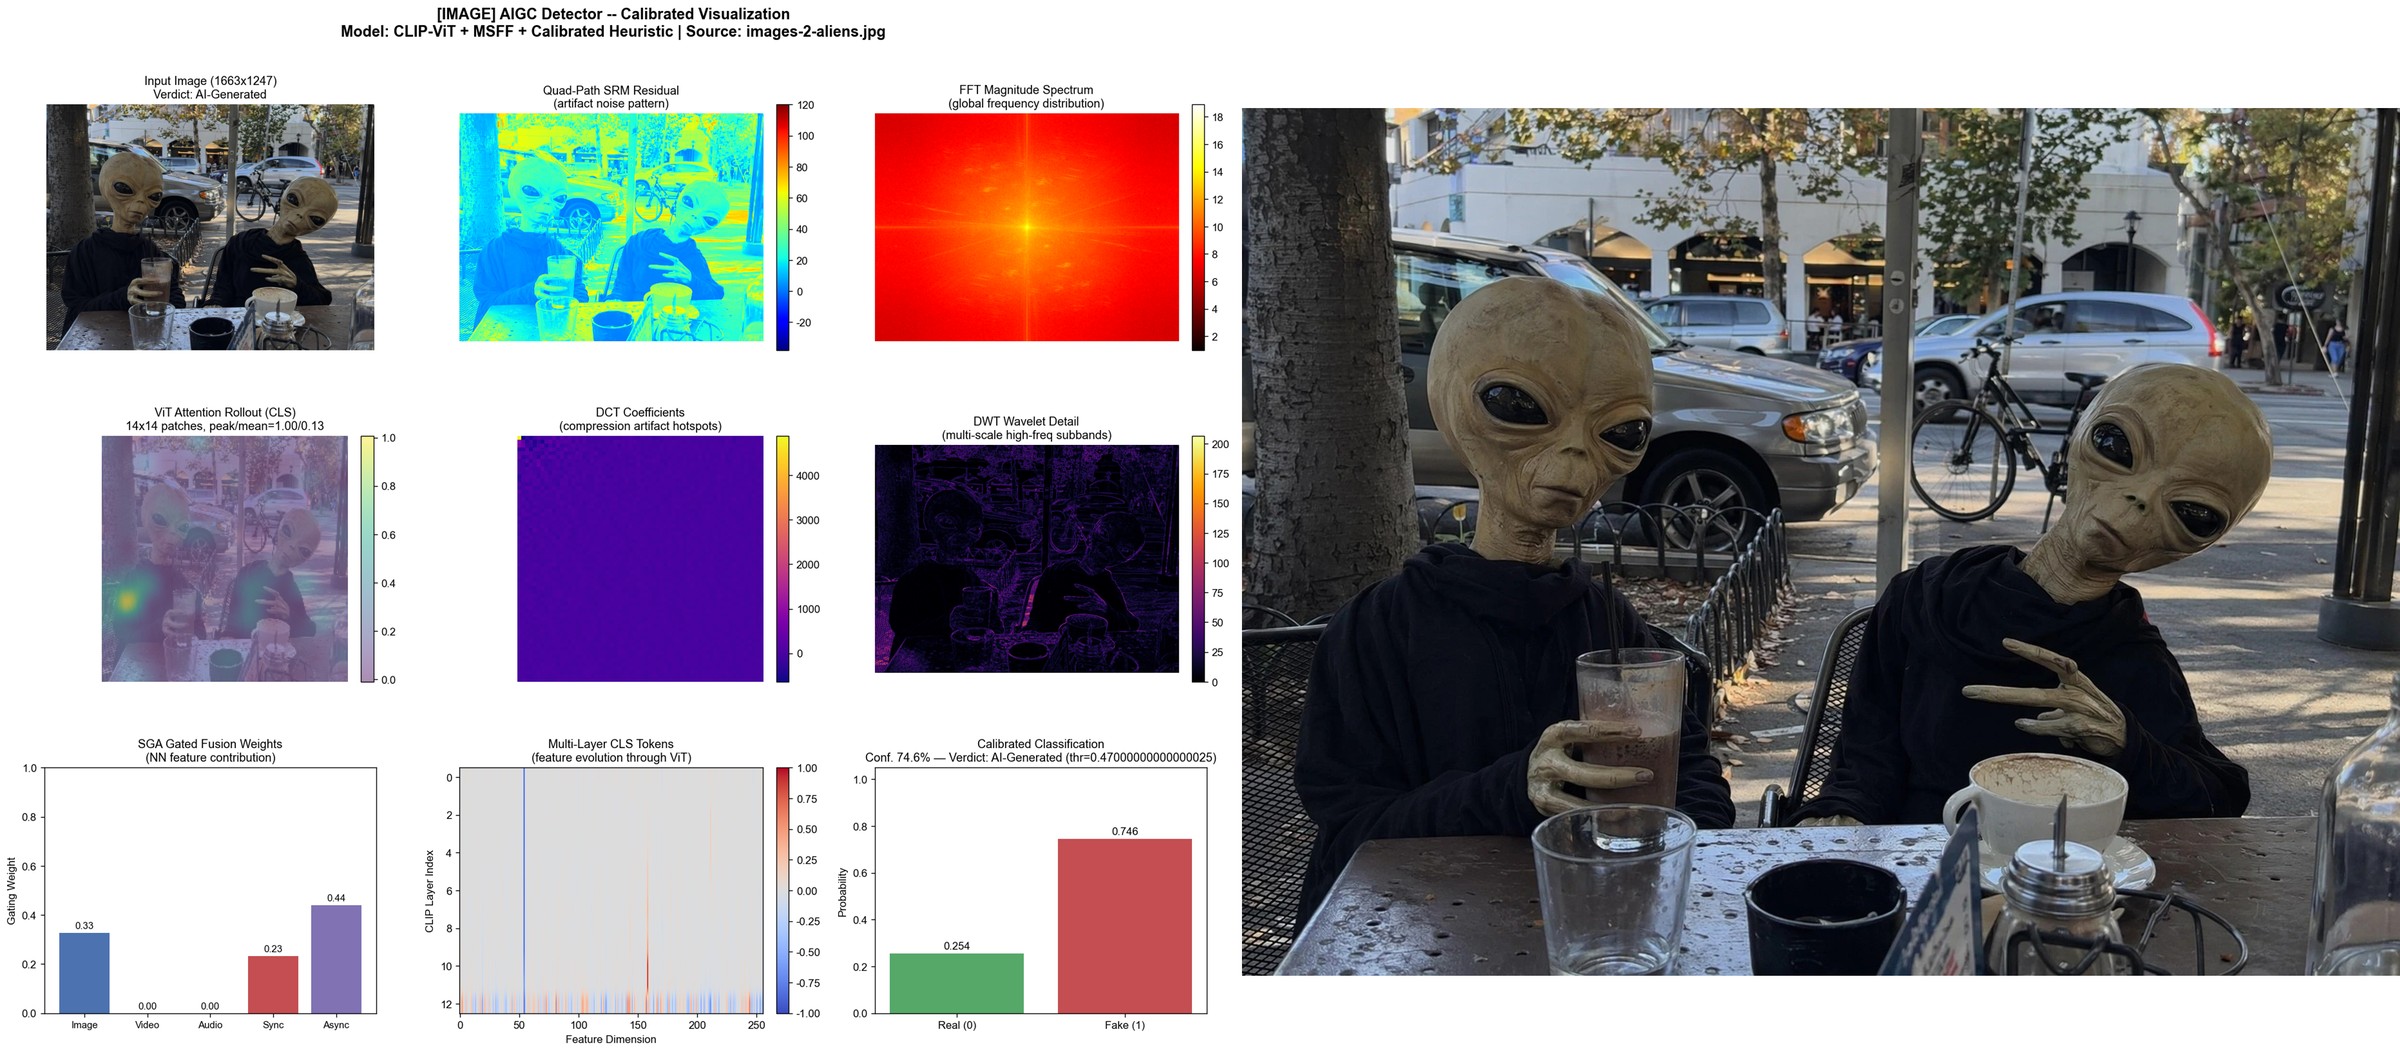 [IMAGE] AIGC Detector -- Calibrated Visualization
Model: CLIP-ViT + MSFF + Calibrated Heuristic | Source: images-2-aliens.jpg
Input Image (1663x1247)
Verdict: AI-Generated
Quad-Path SRM Residual
(artifact noise pattern)
120
100
80
60
40
20
0
-20
FFT Magnitude Spectrum
(global frequency distribution)
18
16
14
12
10
8
6
4
2
ViT Attention Rollout (CLS)
14x14 patches, peak/mean=1.00/0.13
1.0
0.8
0.6
0.4
0.2
0.0
DCT Coefficients
(compression artifact hotspots)
4000
3000
2000
1000
0
DWT Wavelet Detail
(multi-scale high-freq subbands)
200
175
150
125
100
75
50
25
0
SGA Gated Fusion Weights
(NN feature contribution)
Gating Weight
1.0
0.8
0.6
0.4
0.2
0.0
0.33
0.00
0.00
0.23
0.44
Image
Video
Audio
Sync
Async
Multi-Layer CLS Tokens
(feature evolution through ViT)
CLIP Layer Index
0
2
4
6
8
10
12
0
50
100
150
200
250
Feature Dimension
1.00
0.75
0.50
0.25
0.00
-0.25
-0.50
-0.75
-1.00
Calibrated Classification
Conf. 74.6% — Verdict: AI-Generated (thr=0.47000000000000025)
Probability
1.0
0.8
0.6
0.4
0.2
0.0
0.254
0.746
Real (0)
Fake (1)